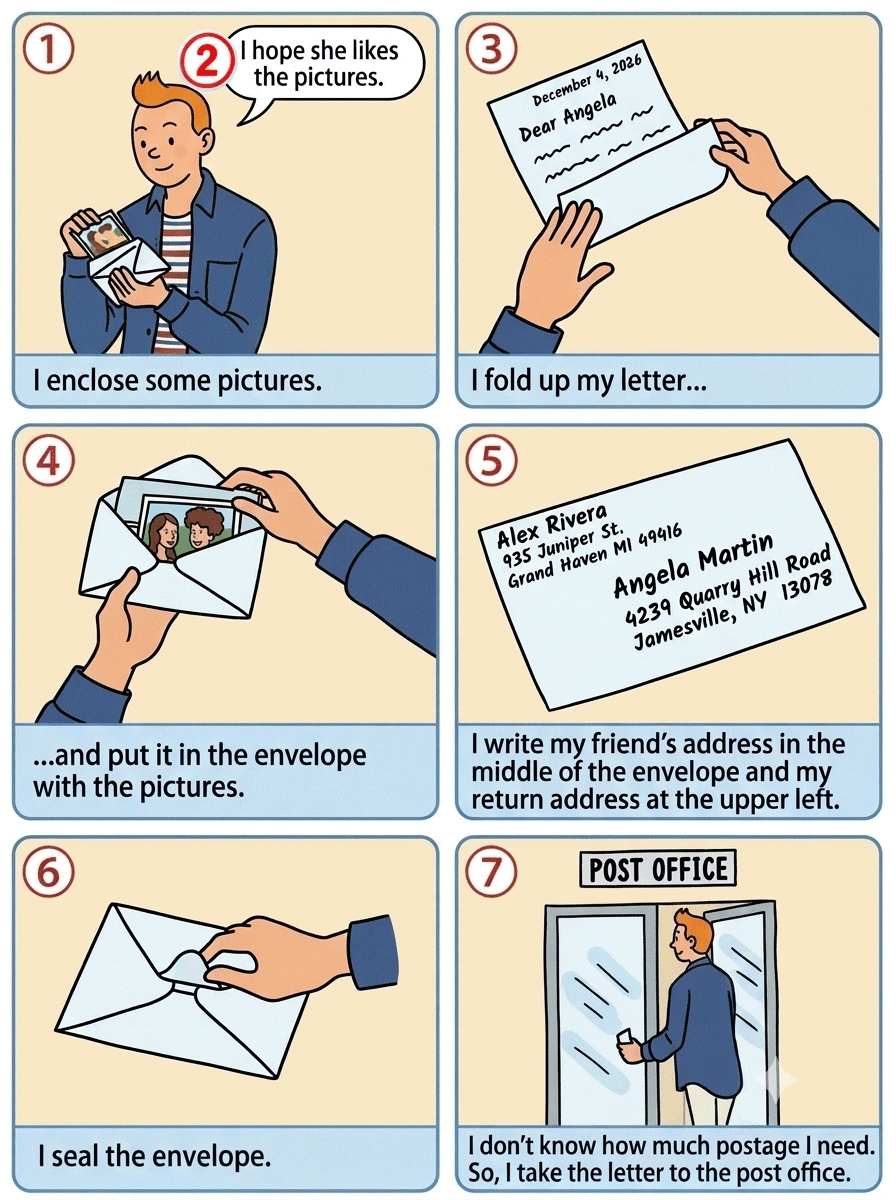 1
2
I hope she likes
the pictures.
I enclose some pictures.
3
December 4, 2026
Dear Angela
I fold up my letter...
4
...and put it in the envelope
with the pictures.
5
Alex Rivera
935 Juniper St.
Grand Haven MI 49416
Angela Martin
4239 Quarry Hill Road
Jamesville, NY 13078
I write my friend’s address in the
middle of the envelope and my
return address at the upper left.
6
I seal the envelope.
7
POST OFFICE
I don’t know how much postage I need.
So, I take the letter to the post office.